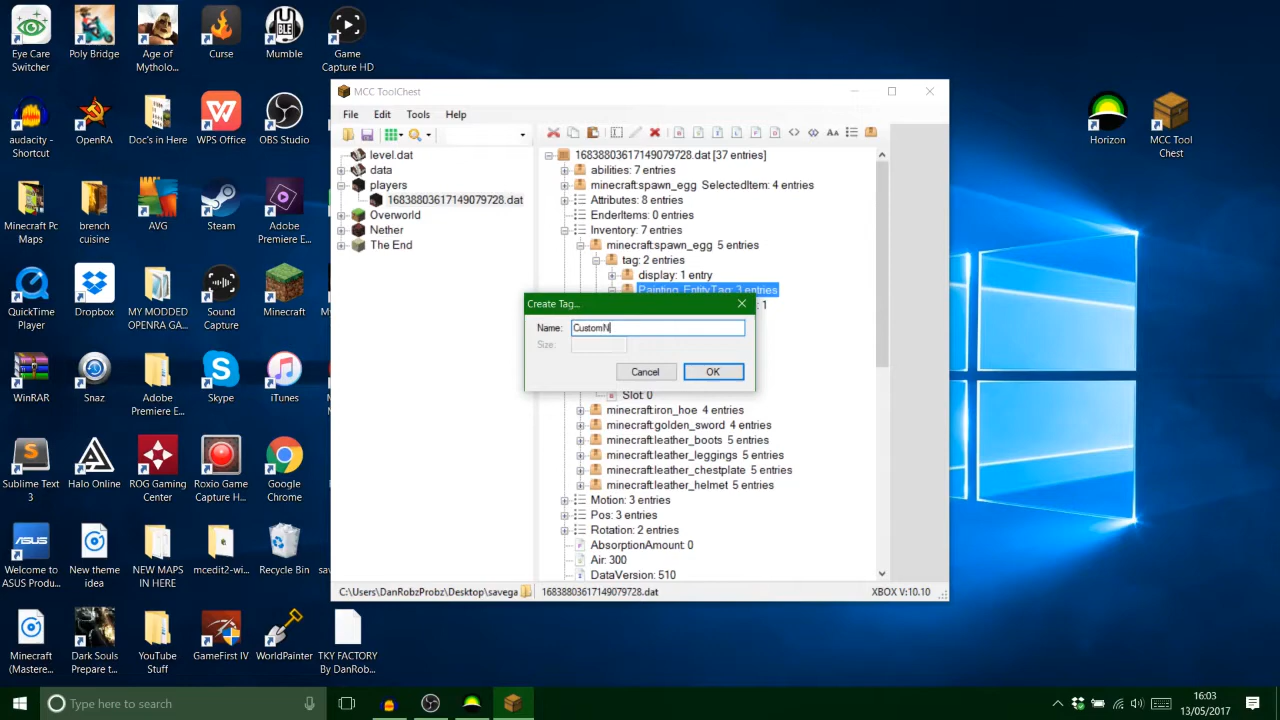 Eye Care
Switcher
Poly Bridge
Age of
Mytholo...
Curse
Mumble
Game
Capture HD
audacity -
Shortcut
OpenRA
Doc's in Here
WPS Office
OBS Studio
Minecraft Pc
Maps
brench
cuisine
AVG
Steam
Adobe
Premiere E...
QuickTime
Player
Dropbox
MY MODDED
OPENRA GA...
Sound
Capture
Minecraft
WinRAR
Snaz
Adobe
Premiere E...
Skype
iTunes
Sublime Text
3
Halo Online
ROG Gaming
Center
Roxio Game
Capture H...
Google
Chrome
Welcome to
ASUS Produ...
New theme
idea
NEW MAPS
IN HERE
mcedit2-wi...
Recycle Bin
Minecraft
(Mastere...
Dark Souls
Prepare t...
YouTube
Stuff
GameFirst IV
WorldPainter
TKY FACTORY
By DanRob...
Horizon
MCC Tool
Chest
MCC ToolChest
File Edit Tools Help
level.dat
data
players
16838803617149079728.dat
Overworld
Nether
The End
16838803617149079728.dat [37 entries]
abilities: 7 entries
minecraft:spawn_egg SelectedItem: 4 entries
Attributes: 8 entries
EnderItems: 0 entries
Inventory: 7 entries
minecraft:spawn_egg 5 entries
tag: 2 entries
display: 1 entry
Painting_EntityTag: 3 entries
: 1
Create Tag...
Name: CustomN
Size:
Cancel OK
Slot: 0
minecraft:iron_hoe 4 entries
minecraft:golden_sword 4 entries
minecraft:leather_boots 5 entries
minecraft:leather_leggings 5 entries
minecraft:leather_chestplate 5 entries
minecraft:leather_helmet 5 entries
Motion: 3 entries
Pos: 3 entries
Rotation: 2 entries
AbsorptionAmount: 0
Air: 300
DataVersion: 510
C:\Users\DanRobzProbz\Desktop\savega
16838803617149079728.dat
XBOX V:10.10
Type here to search
16:03
13/05/2017